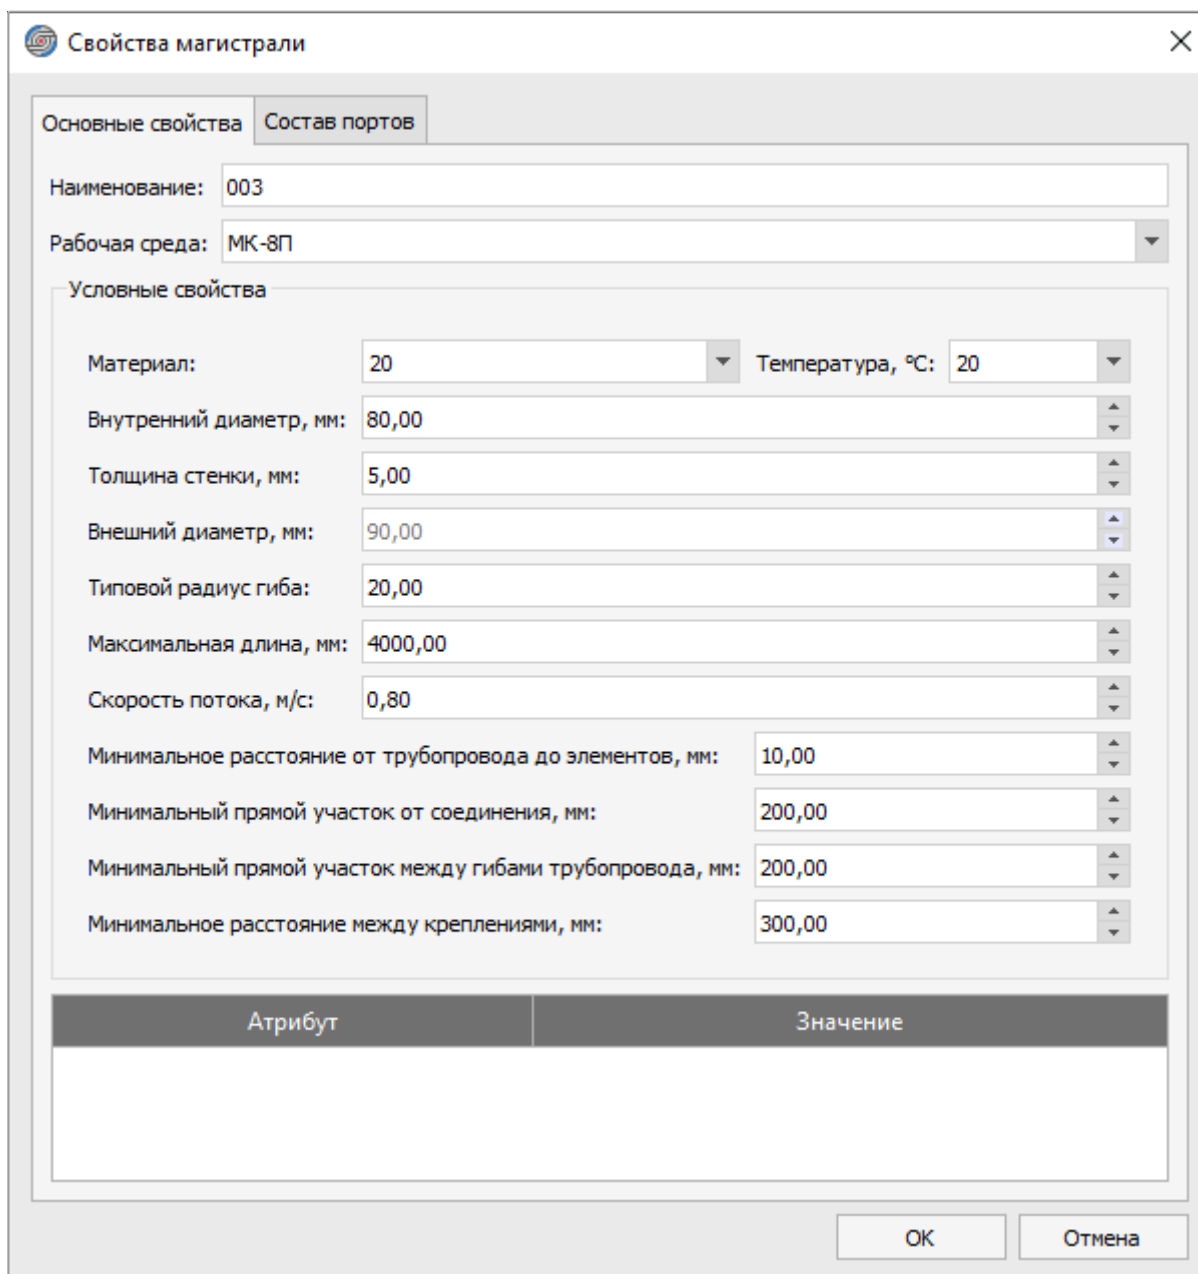 Свойства магистрали
Основные свойства Состав портов
Наименование: 003
Рабочая среда: МК-8П
Условные свойства
Материал: 20 Температура, °C: 20
Внутренний диаметр, мм: 80,00
Толщина стенки, мм: 5,00
Внешний диаметр, мм: 90,00
Типовой радиус гиба: 20,00
Максимальная длина, мм: 4000,00
Скорость потока, м/с: 0,80
Минимальное расстояние от трубопровода до элементов, мм: 10,00
Минимальный прямой участок от соединения, мм: 200,00
Минимальный прямой участок между гибами трубопровода, мм: 200,00
Минимальное расстояние между креплениями, мм: 300,00
Атрибут Значение
ОК Отмена